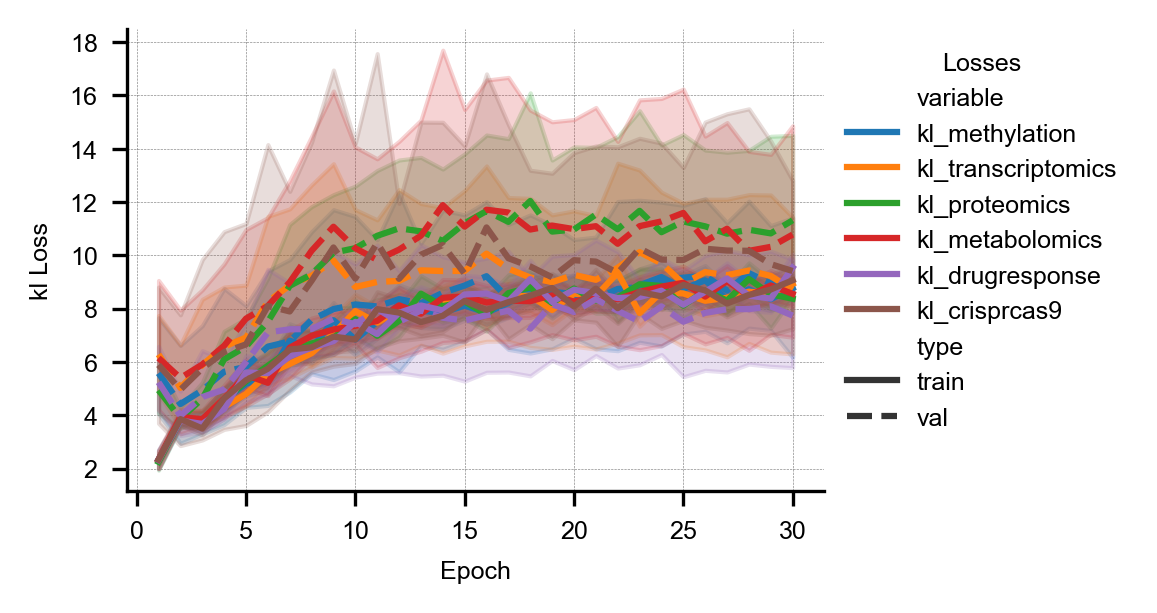 18
16
14
12
10
8
6
4
2
kl Loss
0 5 10 15 20 25 30
Epoch
Losses
variable
kl_methylation
kl_transcriptomics
kl_proteomics
kl_metabolomics
kl_drugresponse
kl_crisprcas9
type
train
val